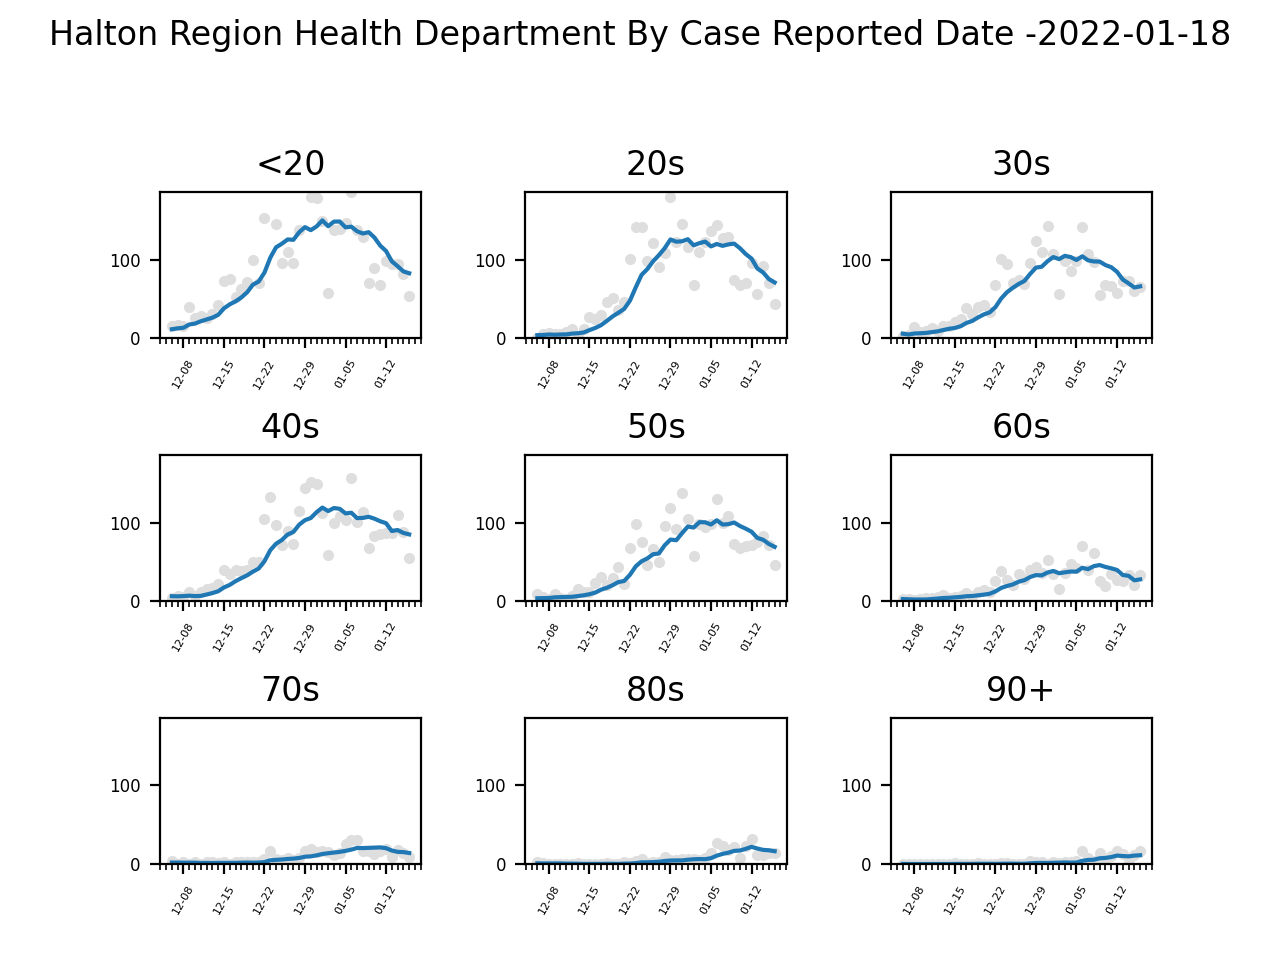 Halton Region Health Department By Case Reported Date -2022-01-18
<20 20s 30s
100 100 100
0 0 0
12-08 12-15 12-22 12-29 01-05 01-12 12-08 12-15 12-22 12-29 01-05 01-12 12-08 12-15 12-22 12-29 01-05 01-12
40s 50s 60s
100 100 100
0 0 0
12-08 12-15 12-22 12-29 01-05 01-12 12-08 12-15 12-22 12-29 01-05 01-12 12-08 12-15 12-22 12-29 01-05 01-12
70s 80s 90+
100 100 100
0 0 0
12-08 12-15 12-22 12-29 01-05 01-12 12-08 12-15 12-22 12-29 01-05 01-12 12-08 12-15 12-22 12-29 01-05 01-12